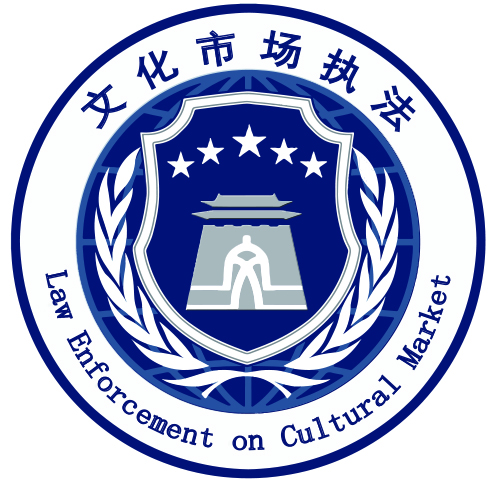 文化市场执法
Law Enforcement on Cultural Market